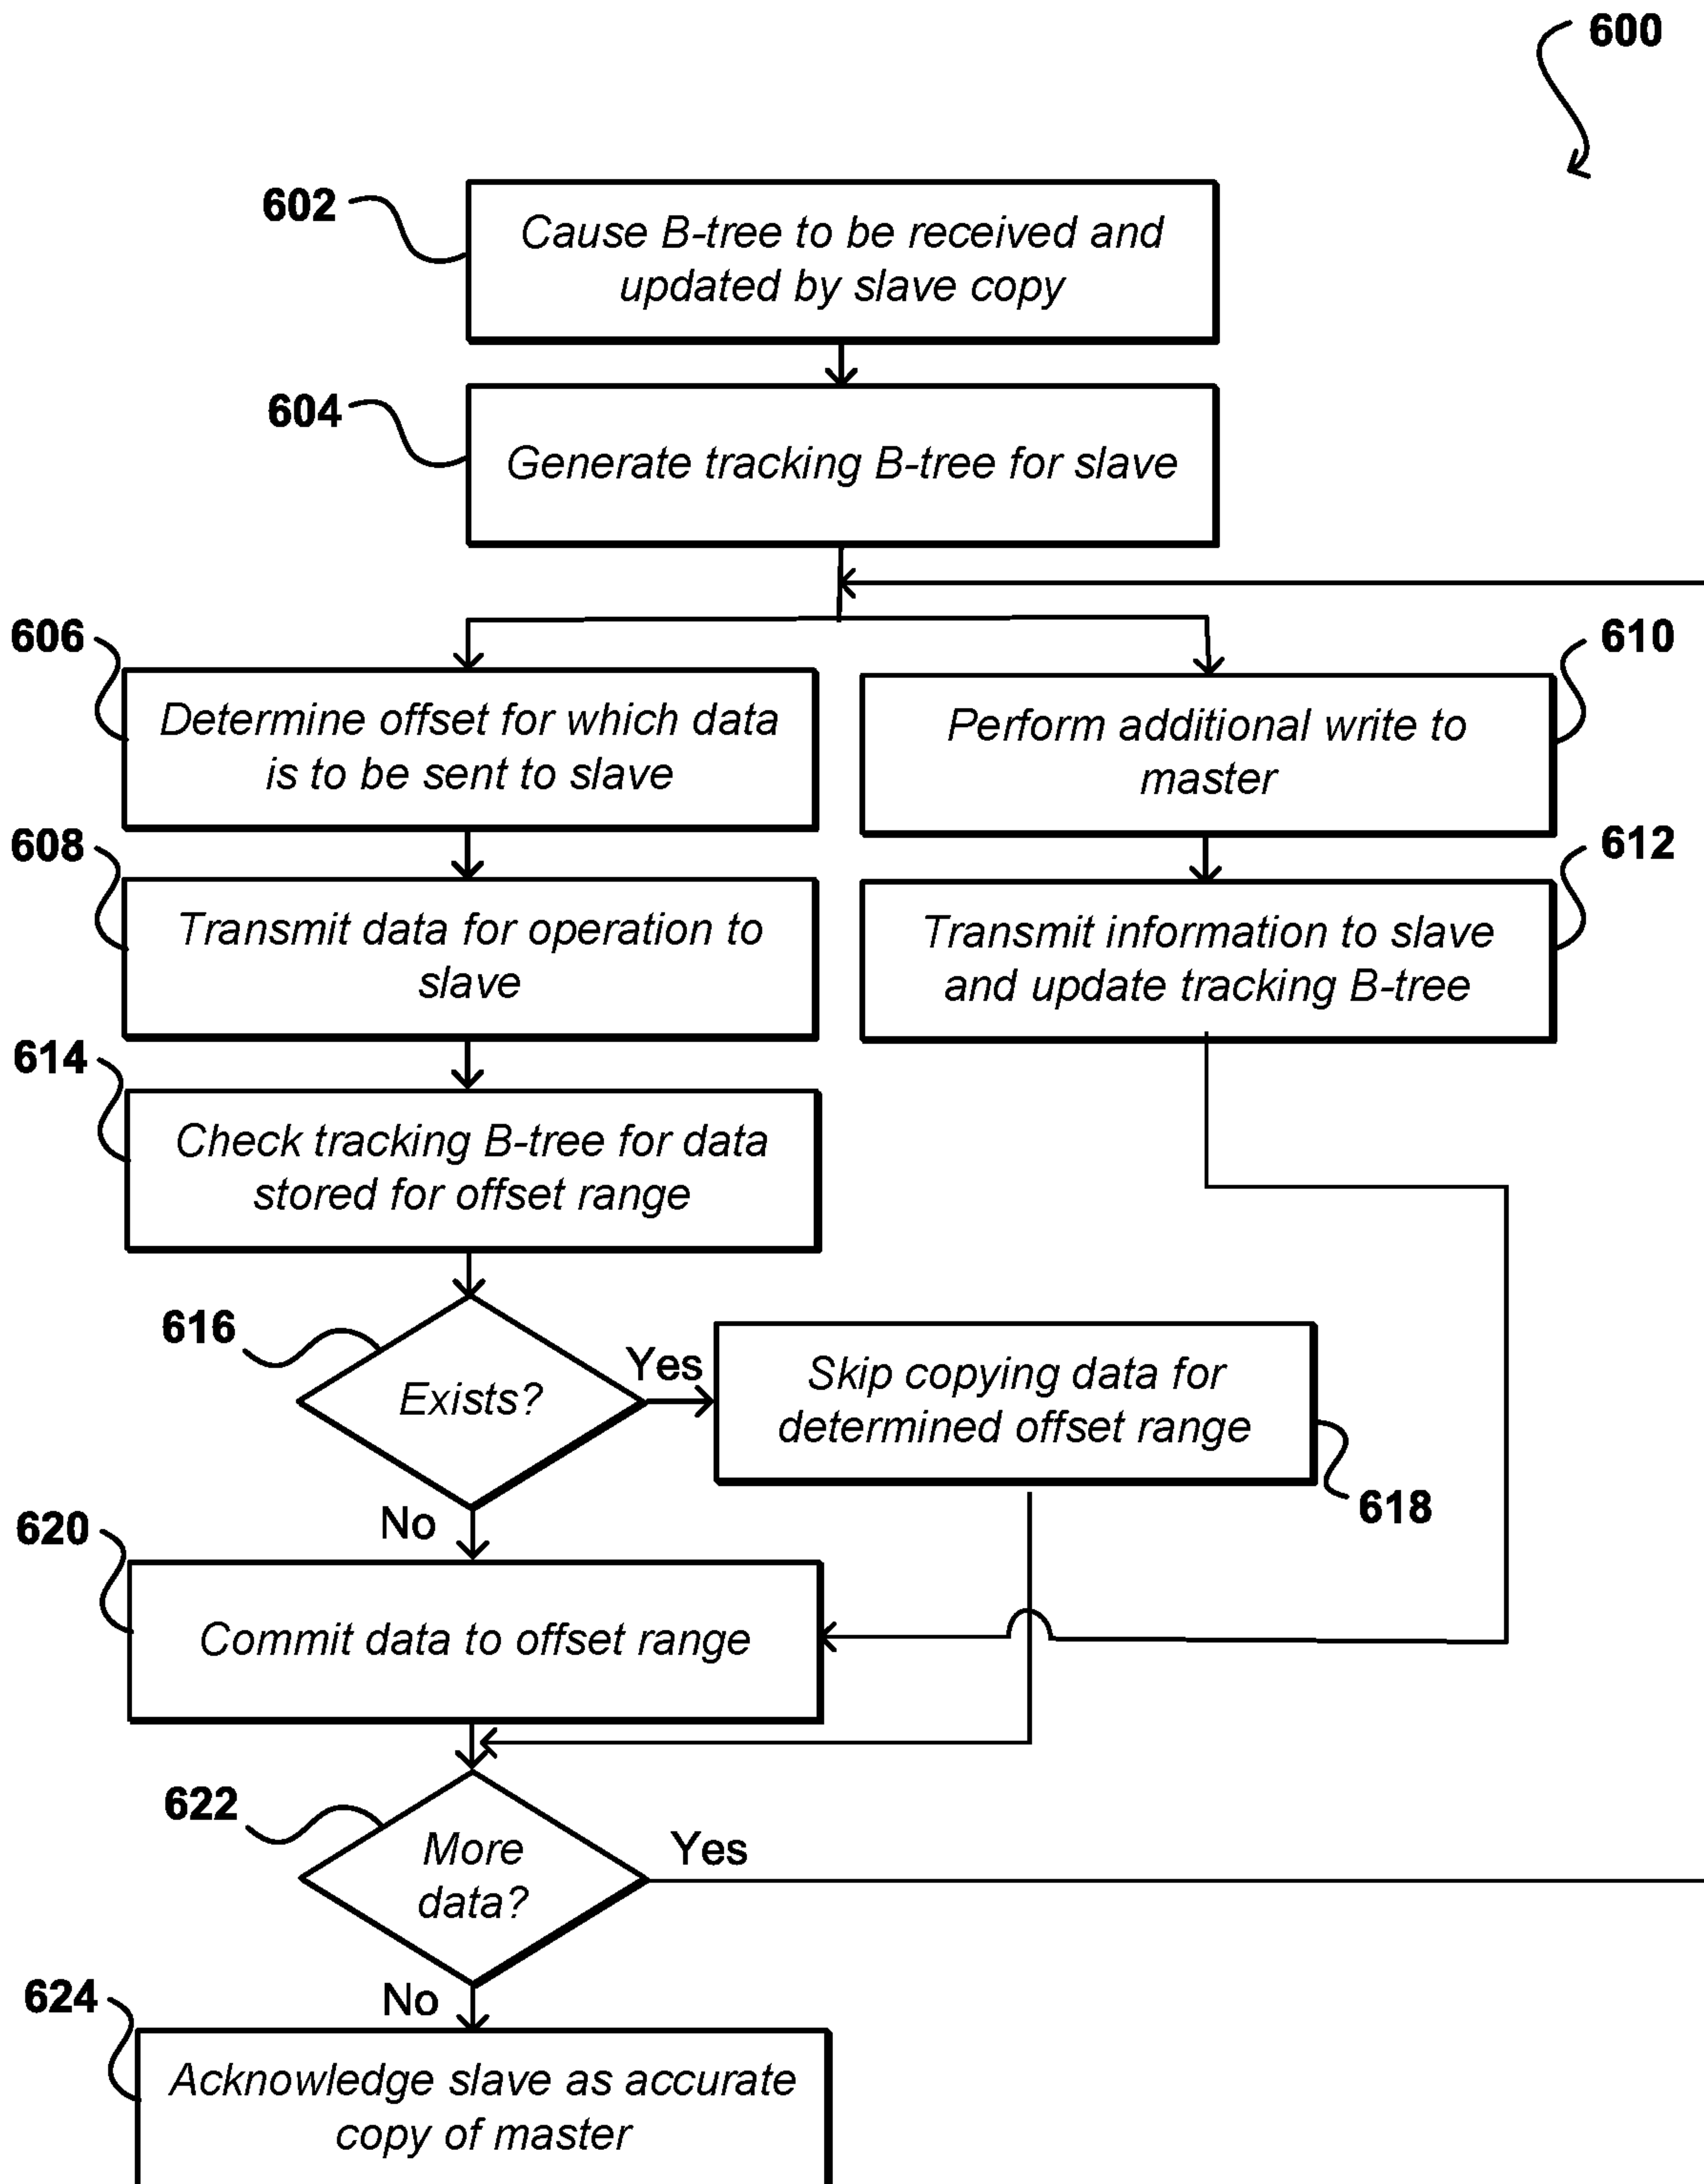 600
602
Cause B-tree to be received and
updated by slave copy
604
Generate tracking B-tree for slave
606
Determine offset for which data
is to be sent to slave
610
Perform additional write to
master
608
Transmit data for operation to
slave
612
Transmit information to slave
and update tracking B-tree
614
Check tracking B-tree for data
stored for offset range
616
Exists?
Yes
Skip copying data for
determined offset range
618
No
620
Commit data to offset range
622
More
data?
Yes
No
624
Acknowledge slave as accurate
copy of master